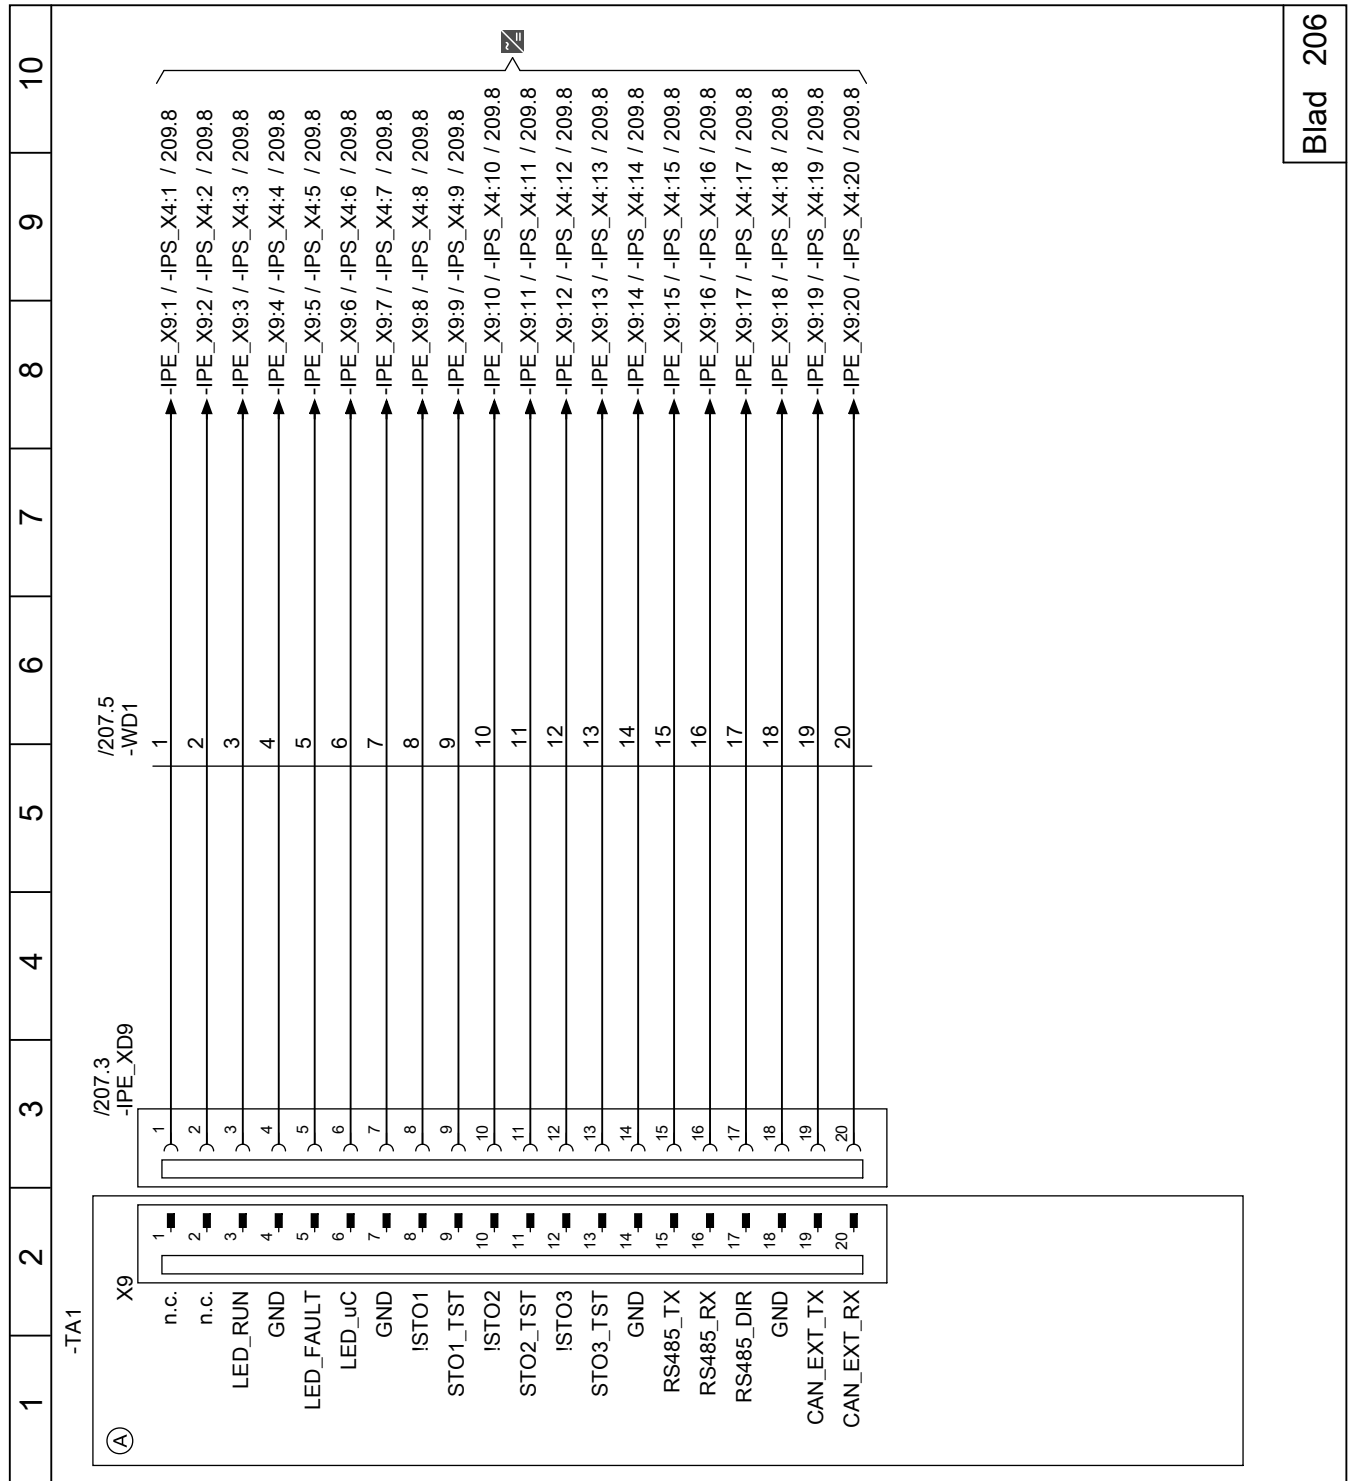 1 2 3 4 5 6 7 8 9 10
-TA1
A
X9
/207.3
-IPE_XD9
/207.5
-WD1
n.c. 1 1 1 -IPE_X9:1 / -IPS_X4:1 / 209.8
n.c. 2 2 2 -IPE_X9:2 / -IPS_X4:2 / 209.8
LED_RUN 3 3 3 -IPE_X9:3 / -IPS_X4:3 / 209.8
GND 4 4 4 -IPE_X9:4 / -IPS_X4:4 / 209.8
LED_FAULT 5 5 5 -IPE_X9:5 / -IPS_X4:5 / 209.8
LED_uC 6 6 6 -IPE_X9:6 / -IPS_X4:6 / 209.8
GND 7 7 7 -IPE_X9:7 / -IPS_X4:7 / 209.8
!STO1 8 8 8 -IPE_X9:8 / -IPS_X4:8 / 209.8
STO1_TST 9 9 9 -IPE_X9:9 / -IPS_X4:9 / 209.8
!STO2 10 10 10 -IPE_X9:10 / -IPS_X4:10 / 209.8
STO2_TST 11 11 11 -IPE_X9:11 / -IPS_X4:11 / 209.8
!STO3 12 12 12 -IPE_X9:12 / -IPS_X4:12 / 209.8
STO3_TST 13 13 13 -IPE_X9:13 / -IPS_X4:13 / 209.8
GND 14 14 14 -IPE_X9:14 / -IPS_X4:14 / 209.8
RS485_TX 15 15 15 -IPE_X9:15 / -IPS_X4:15 / 209.8
RS485_RX 16 16 16 -IPE_X9:16 / -IPS_X4:16 / 209.8
RS485_DIR 17 17 17 -IPE_X9:17 / -IPS_X4:17 / 209.8
GND 18 18 18 -IPE_X9:18 / -IPS_X4:18 / 209.8
CAN_EXT_TX 19 19 19 -IPE_X9:19 / -IPS_X4:19 / 209.8
CAN_EXT_RX 20 20 20 -IPE_X9:20 / -IPS_X4:20 / 209.8
~/=
Blad 206